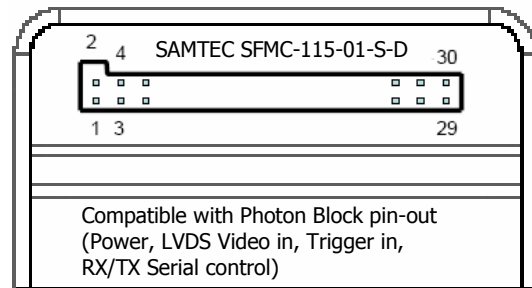 SAMTEC SFMC-115-01-S-D
2 4 30
1 3 29
Compatible with Photon Block pin-out
(Power, LVDS Video in, Trigger in,
RX/TX Serial control)